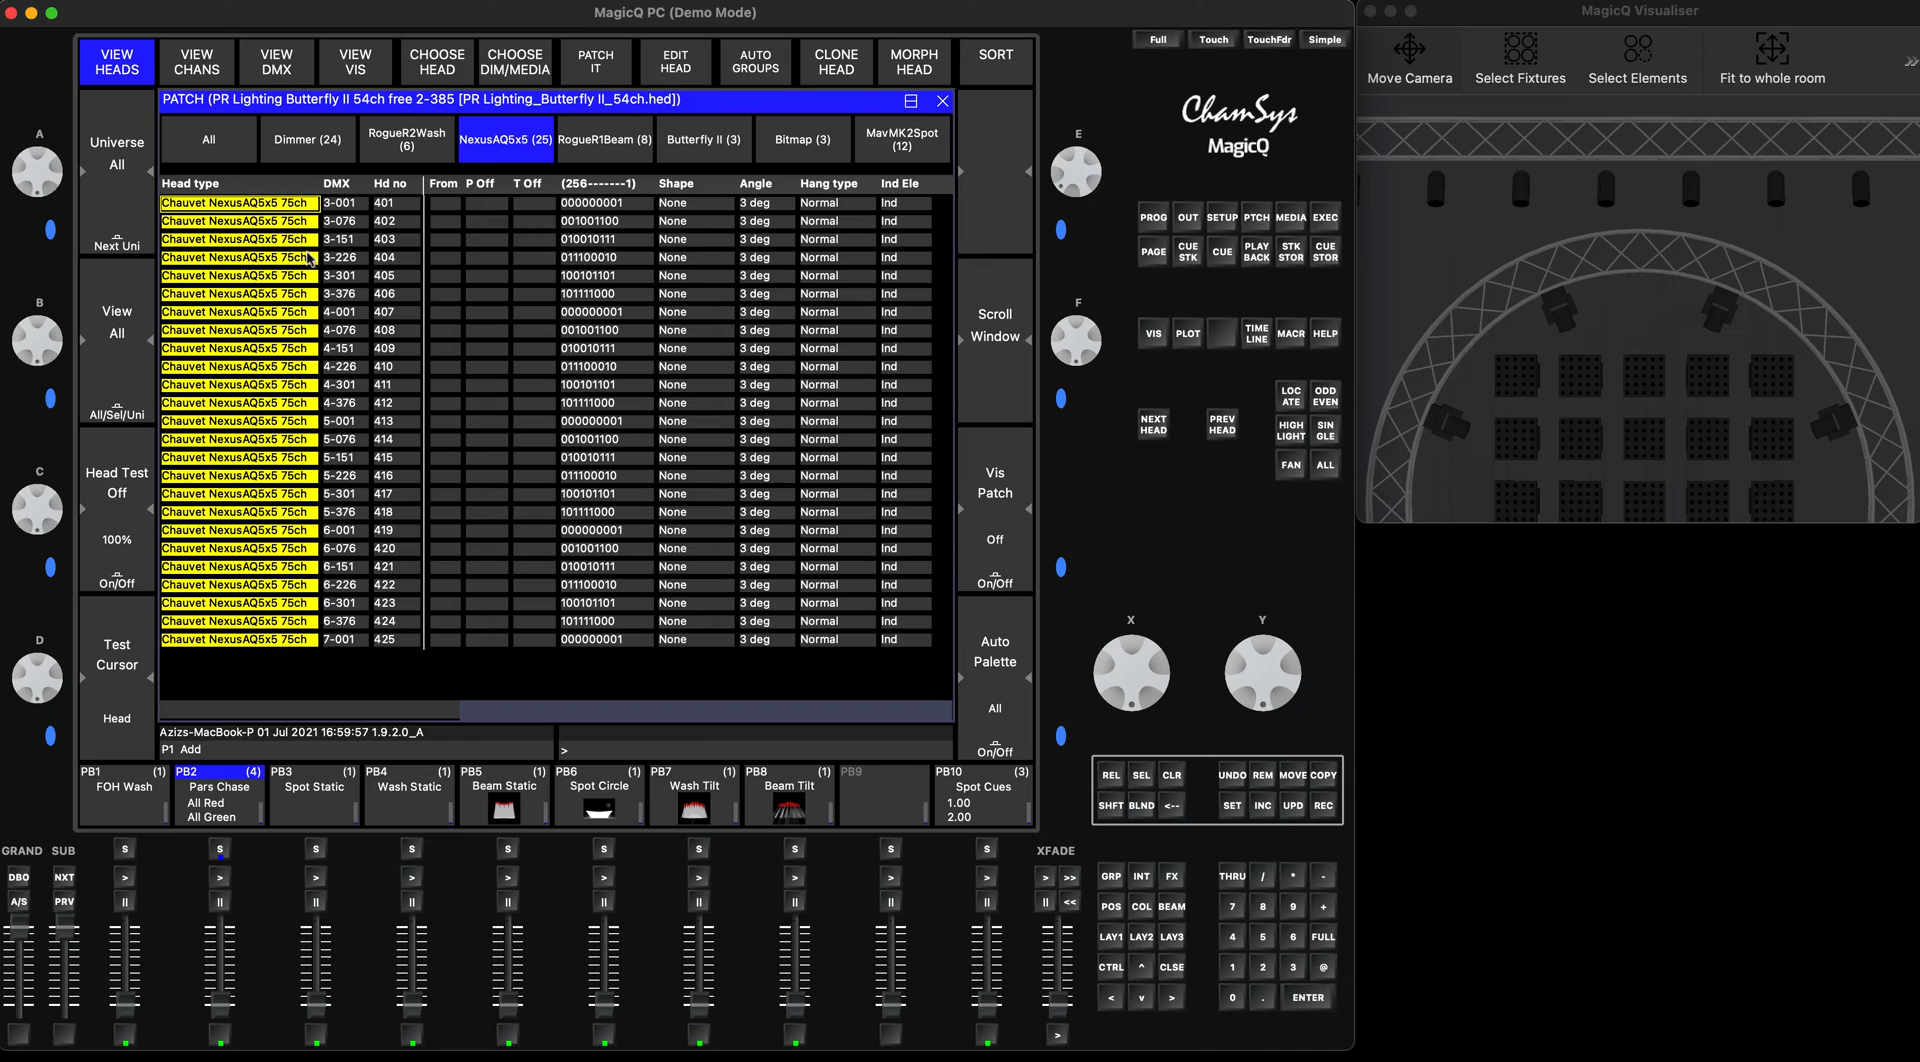 MagicQ PC (Demo Mode)
MagicQ Visualiser
VIEW HEADS
VIEW CHANS
VIEW DMX
VIEW VIS
CHOOSE HEAD
CHOOSE DIM/MEDIA
PATCH IT
EDIT HEAD
AUTO GROUPS
CLONE HEAD
MORPH HEAD
SORT
Full
Touch
TouchFdr
Simple
Move Camera
Select Fixtures
Select Elements
Fit to whole room
PATCH (PR Lighting Butterfly II 54ch free 2-385 [PR Lighting_Butterfly II_54ch.hed])
All
Dimmer (24)
RogueR2Wash (6)
NexusAQ5x5 (25)
RogueR1Beam (8)
Butterfly II (3)
Bitmap (3)
MavMK2Spot (12)
Head type DMX Hd no From P Off T Off (256-------1) Shape Angle Hang type Ind Ele
Chauvet NexusAQ5x5 75ch 3-001 401 000000001 None 3 deg Normal Ind
Chauvet NexusAQ5x5 75ch 3-076 402 001001100 None 3 deg Normal Ind
Chauvet NexusAQ5x5 75ch 3-151 403 010010111 None 3 deg Normal Ind
Chauvet NexusAQ5x5 75ch 3-226 404 011100010 None 3 deg Normal Ind
Chauvet NexusAQ5x5 75ch 3-301 405 100101101 None 3 deg Normal Ind
Chauvet NexusAQ5x5 75ch 3-376 406 101111000 None 3 deg Normal Ind
Chauvet NexusAQ5x5 75ch 4-001 407 000000001 None 3 deg Normal Ind
Chauvet NexusAQ5x5 75ch 4-076 408 001001100 None 3 deg Normal Ind
Chauvet NexusAQ5x5 75ch 4-151 409 010010111 None 3 deg Normal Ind
Chauvet NexusAQ5x5 75ch 4-226 410 011100010 None 3 deg Normal Ind
Chauvet NexusAQ5x5 75ch 4-301 411 100101101 None 3 deg Normal Ind
Chauvet NexusAQ5x5 75ch 4-376 412 101111000 None 3 deg Normal Ind
Chauvet NexusAQ5x5 75ch 5-001 413 000000001 None 3 deg Normal Ind
Chauvet NexusAQ5x5 75ch 5-076 414 001001100 None 3 deg Normal Ind
Chauvet NexusAQ5x5 75ch 5-151 415 010010111 None 3 deg Normal Ind
Chauvet NexusAQ5x5 75ch 5-226 416 011100010 None 3 deg Normal Ind
Chauvet NexusAQ5x5 75ch 5-301 417 100101101 None 3 deg Normal Ind
Chauvet NexusAQ5x5 75ch 5-376 418 101111000 None 3 deg Normal Ind
Chauvet NexusAQ5x5 75ch 6-001 419 000000001 None 3 deg Normal Ind
Chauvet NexusAQ5x5 75ch 6-076 420 001001100 None 3 deg Normal Ind
Chauvet NexusAQ5x5 75ch 6-151 421 010010111 None 3 deg Normal Ind
Chauvet NexusAQ5x5 75ch 6-226 422 011100010 None 3 deg Normal Ind
Chauvet NexusAQ5x5 75ch 6-301 423 100101101 None 3 deg Normal Ind
Chauvet NexusAQ5x5 75ch 6-376 424 101111000 None 3 deg Normal Ind
Chauvet NexusAQ5x5 75ch 7-001 425 000000001 None 3 deg Normal Ind
A
Universe
All
Next Uni
B
View
All
All/Sel/Uni
C
Head Test
Off
100%
On/Off
D
Test
Cursor
Head
E
F
Scroll
Window
Vis
Patch
Off
On/Off
Auto
Palette
All
On/Off
Azizs-MacBook-P 01 Jul 2021 16:59:57 1.9.2.0_A
P1 Add
>
PB1 (1)
FOH Wash
PB2 (4)
Pars Chase
All Red
All Green
PB3 (1)
Spot Static
PB4 (1)
Wash Static
PB5 (1)
Beam Static
PB6 (1)
Spot Circle
PB7 (1)
Wash Tilt
PB8 (1)
Beam Tilt
PB9
PB10 (3)
Spot Cues
1.00
2.00
ChamSys
MagicQ
PROG OUT SETUP PTCH MEDIA EXEC
PAGE CUE STK CUE PLAY BACK STK STOR CUE STOR
VIS PLOT TIME LINE MACR HELP
LOC ATE ODD EVEN
NEXT HEAD PREV HEAD HIGH LIGHT SIN GLE
FAN ALL
X Y
REL SEL CLR UNDO REM MOVE COPY
SHFT BLND <-- SET INC UPD REC
GRAND SUB
DBO NXT
A/S PRV
S S S S S S S S S S
> > > > > > > > > >
II II II II II II II II II II
XFADE
> >>
II <<
>
GRP INT FX THRU / * -
POS COL BEAM 7 8 9 +
LAY1 LAY2 LAY3 4 5 6 FULL
CTRL ^ CLSE 1 2 3 @
< v > 0 . ENTER